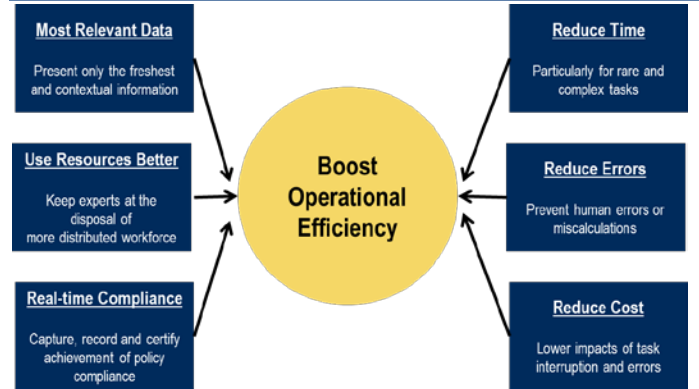 Most Relevant Data
Present only the freshest
and contextual information
Use Resources Better
Keep experts at the
disposal of
more distributed workforce
Real-time Compliance
Capture, record and certify
achievement of policy
compliance
Boost
Operational
Efficiency
Reduce Time
Particularly for rare and
complex tasks
Reduce Errors
Prevent human errors or
miscalculations
Reduce Cost
Lower impacts of task
interruption and errors